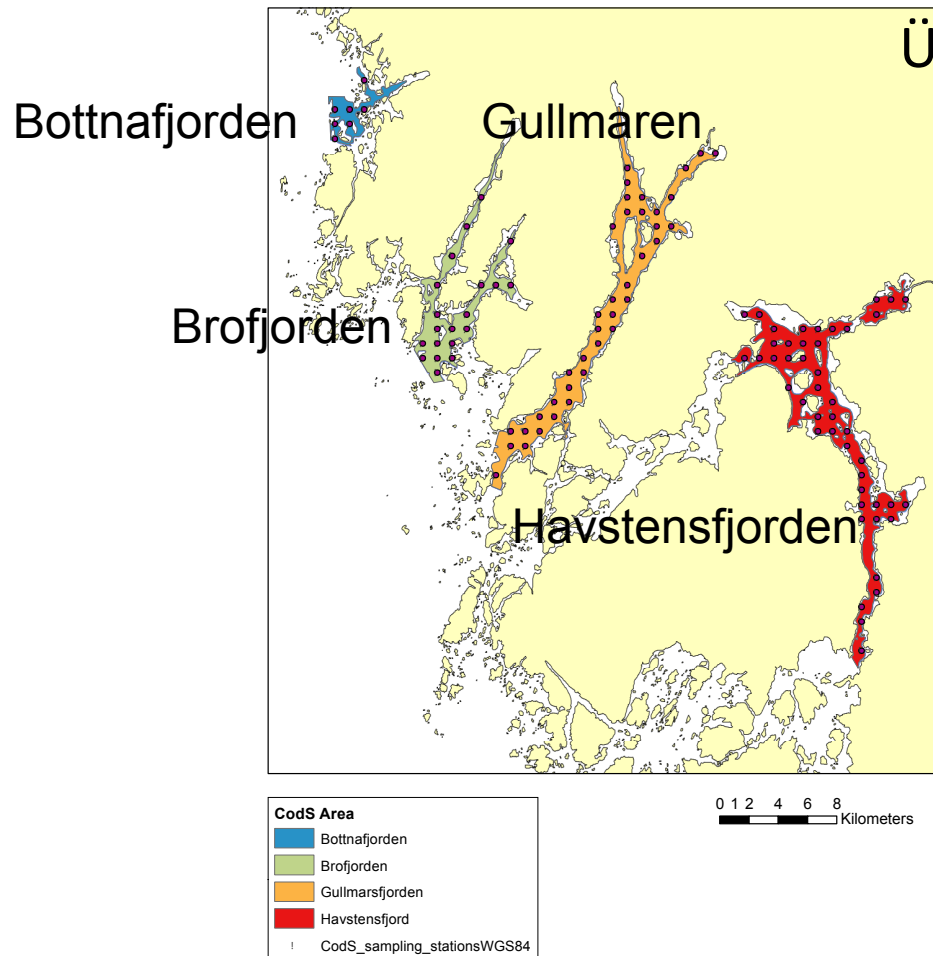 Ü
Bottnafjorden
Gullmaren
Brofjorden
Havstensfjorden
CodS Area
Bottnafjorden
Brofjorden
Gullmarsfjorden
Havstensfjord
! CodS_sampling_stationsWGS84
0 1 2 4 6 8
Kilometers